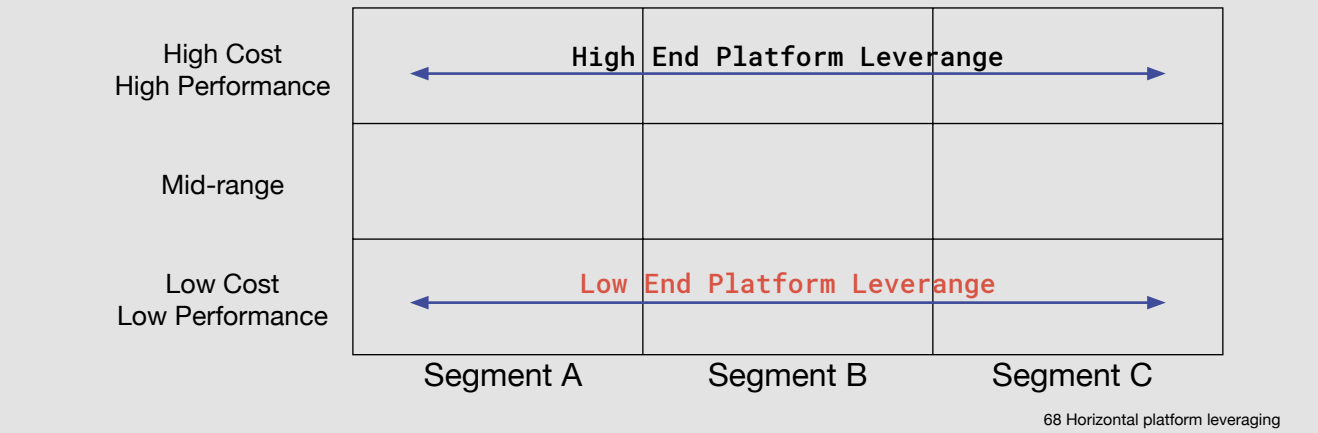 High Cost
High Performance
High End Platform Leverange
Mid-range
Low Cost
Low Performance
Low End Platform Leverange
Segment A
Segment B
Segment C
68 Horizontal platform leveraging